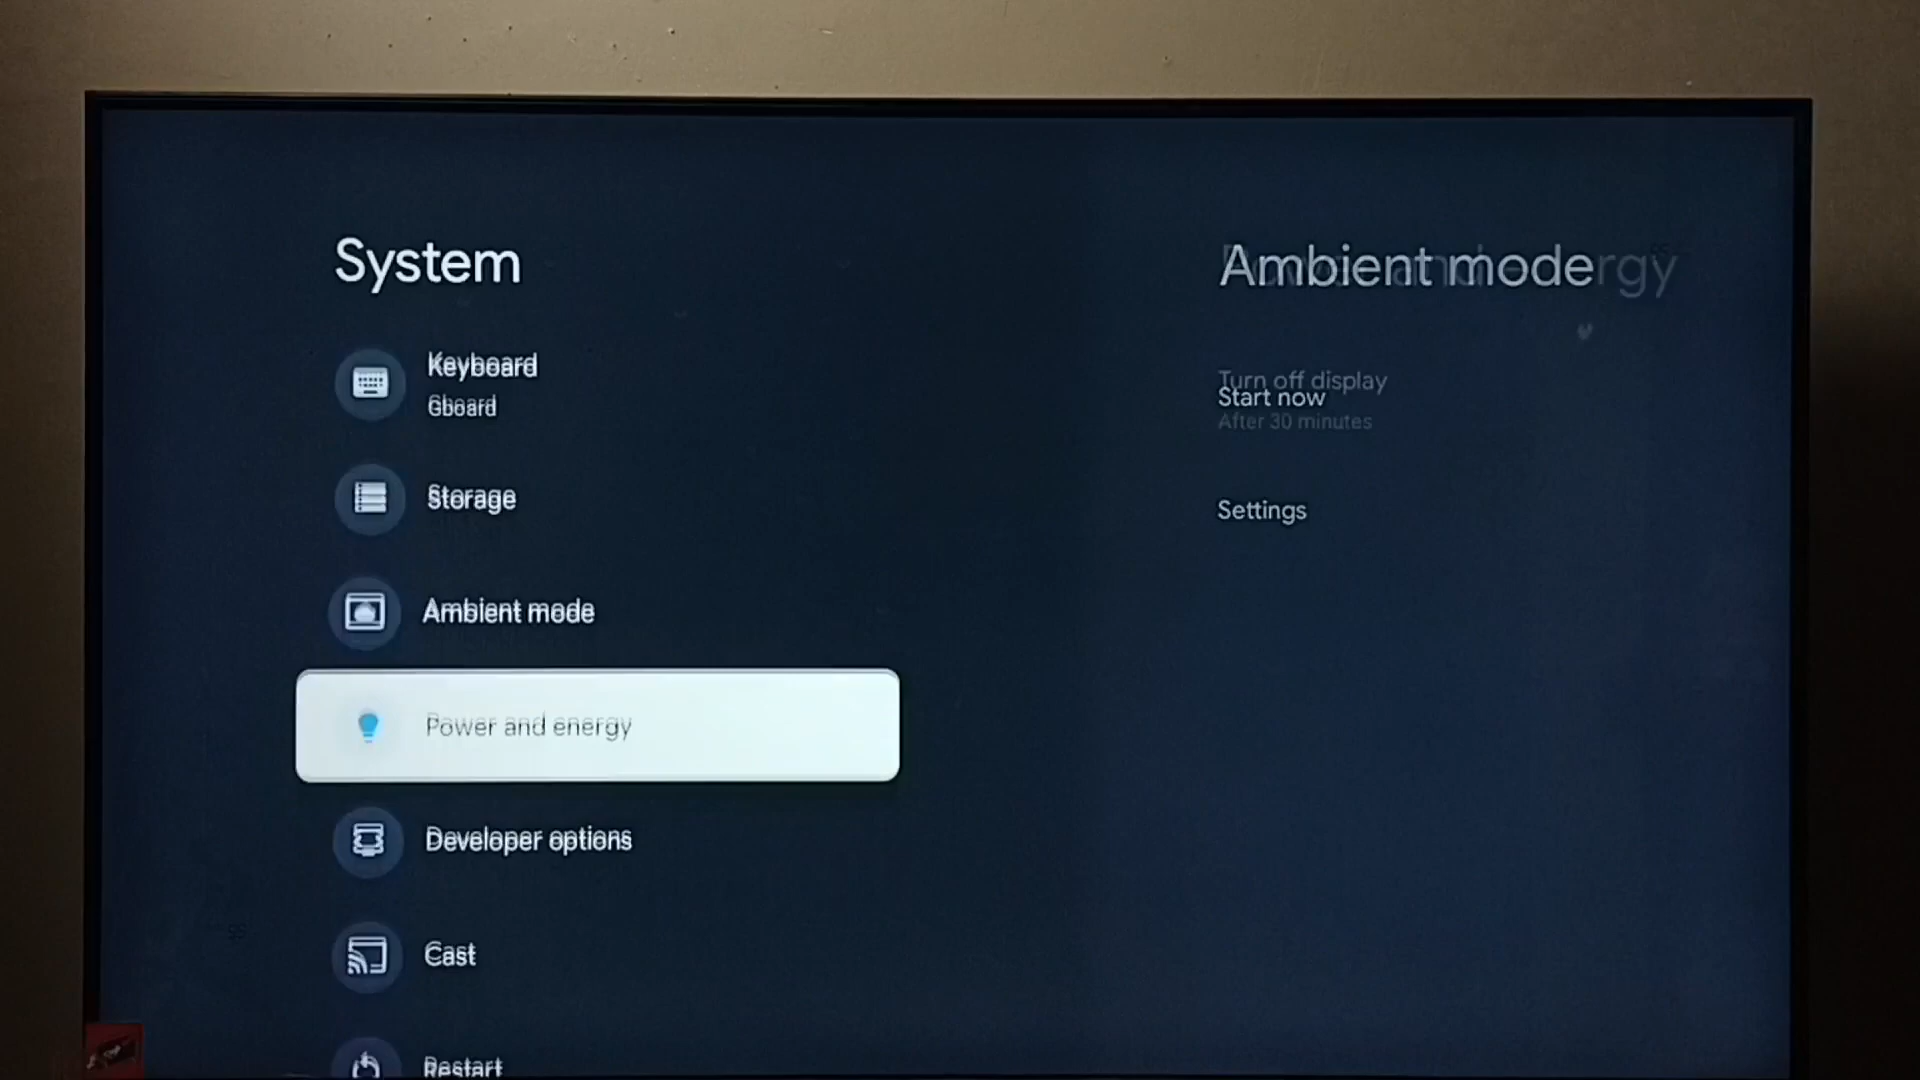 System
Keyboard
Gboard
Storage
Ambient mode
Power and energy
Developer options
Cast
Restart
Ambient mode
Turn off display
Start now
After 30 minutes
Settings